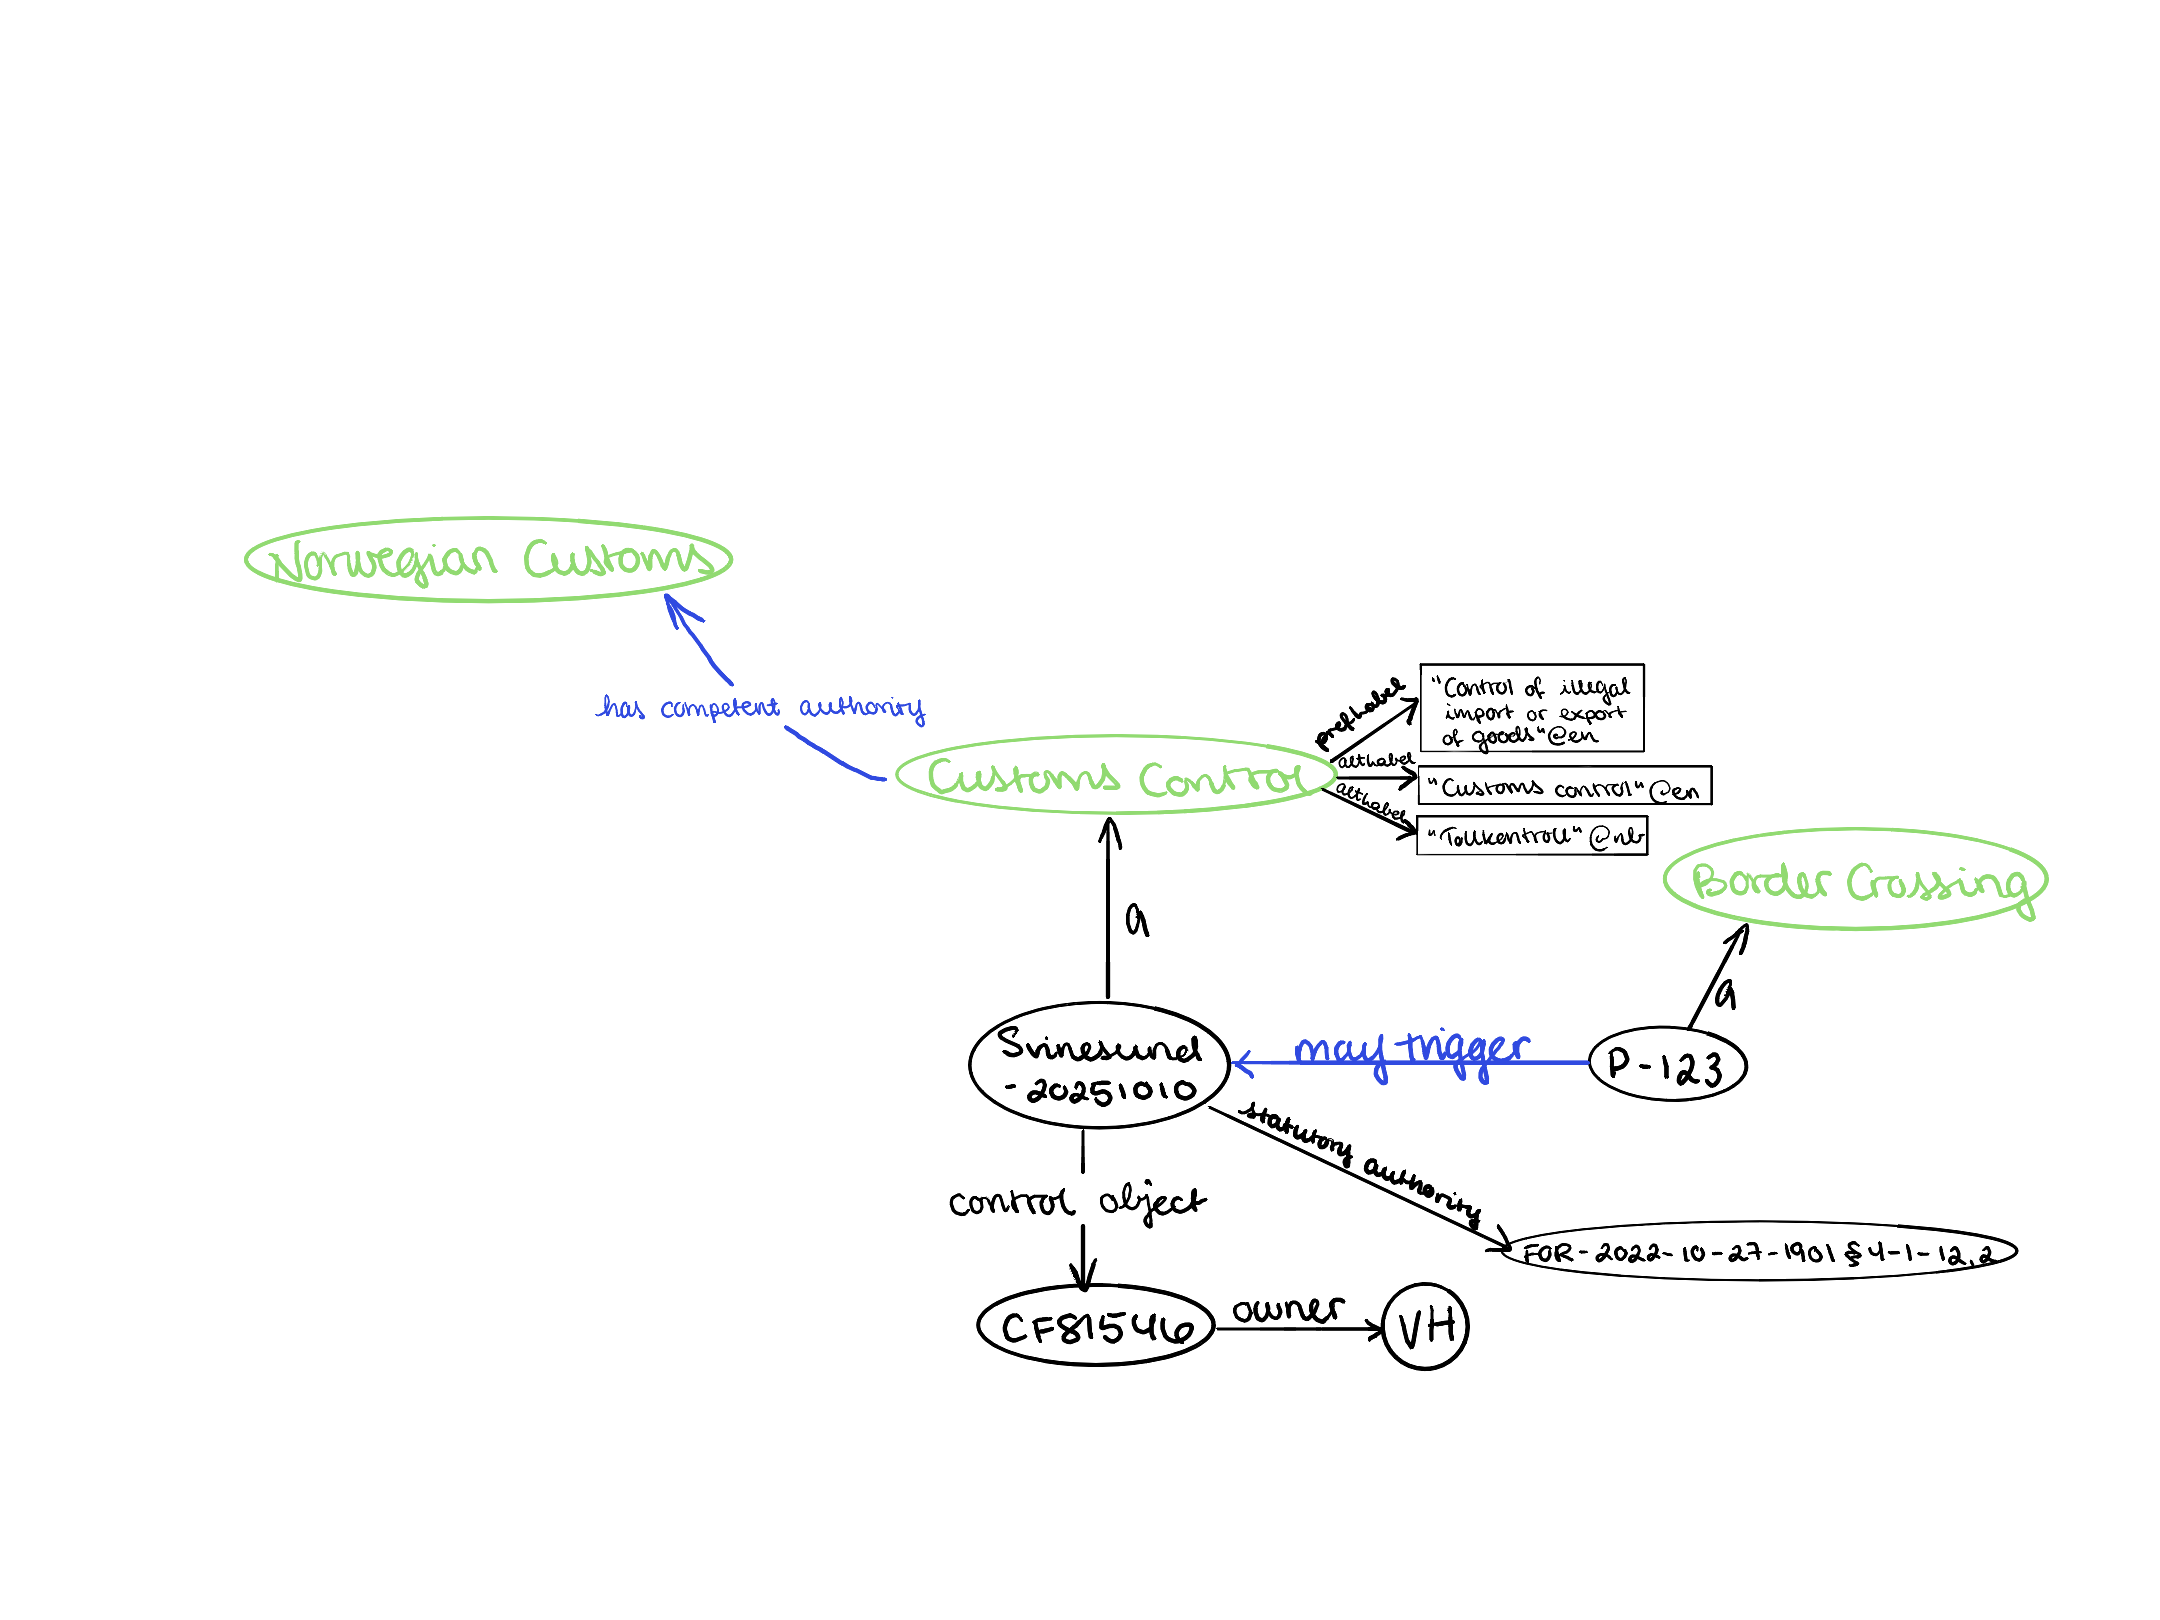 Norwegian Customs
has competent authority
Customs Control
prefLabel
"Control of illegal
import or export
of goods"@en
altLabel
"Customs control"@en
altLabel
"Tollkontroll"@nb
Border Crossing
a
a
Svinesund
-20251010
may trigger
P-123
statutory authority
control object
FOR-2022-10-27-1901 § 4-1-12,2
CF81546
owner
VH